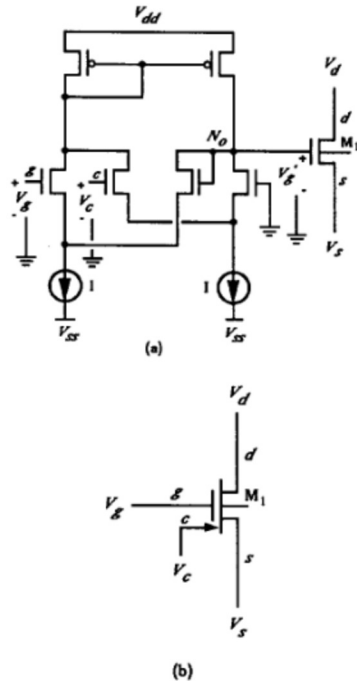 V_dd
V_d
d
N_o
M_1
g
c
+
+
+
V_g
V_c
V_g'
-
-
-
s
V_s
I
I
V_ss
V_ss
(a)
V_d
d
g
M_1
V_g
c
V_c
s
V_s
(b)